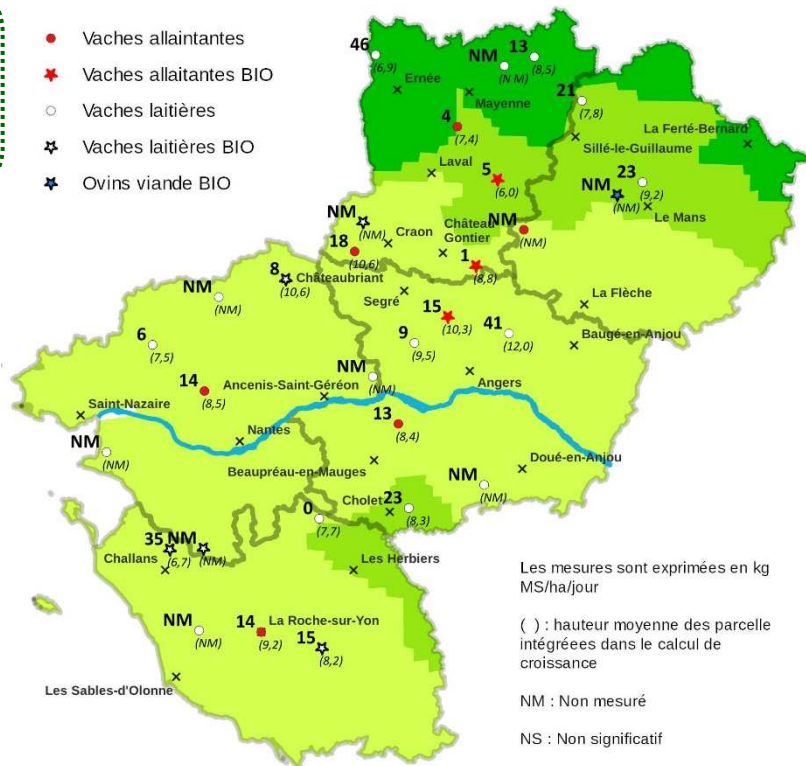 Vaches allaintantes
Vaches allaitantes BIO
Vaches laitières
Vaches laitières BIO
Ovins viande BIO
46
(6,9)
Ernée
NM
(N M)
13
(8,5)
Mayenne
21
(7,8)
La Ferté-Bernard
Sillé-le-Guillaume
4
(7,4)
Laval
5
(6,0)
NM
(NM)
23
(9,2)
Le Mans
NM
(NM)
Craon
Château
Gontier
NM
(NM)
18
(10,6)
1
(8,8)
8
(10,6)
Châteaubriant
Segré
La Flèche
NM
(NM)
15
(10,3)
6
(7,5)
9
(9,5)
41
(12,0)
Baugé-en-Anjou
14
(8,5)
Ancenis-Saint-Géréon
NM
(NM)
Angers
Saint-Nazaire
13
(8,4)
Nantes
NM
(NM)
Beaupréau-en-Mauges
Doué-en-Anjou
NM
(NM)
Cholet
23
(8,3)
0
(7,7)
35
(6,7)
NM
(NM)
Challans
Les Herbiers
NM
(NM)
14
(9,2)
La Roche-sur-Yon
15
(8,2)
Les Sables-d'Olonne
Les mesures sont exprimées en kg
MS/ha/jour
( ) : hauteur moyenne des parcelle
intégréees dans le calcul de
croissance
NM : Non mesuré
NS : Non significatif